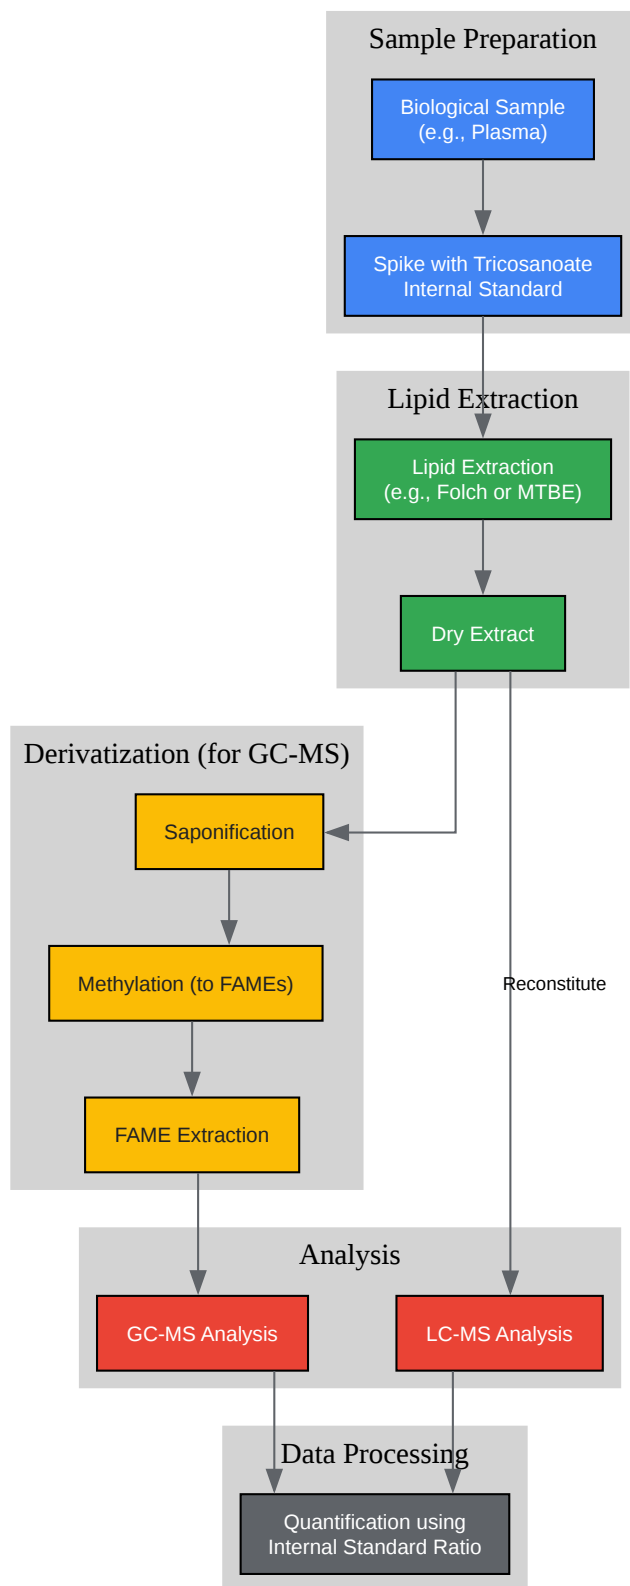 Sample Preparation
Biological Sample
(e.g., Plasma)
Spike with Tricosanoate
Internal Standard
Lipid Extraction
Lipid Extraction
(e.g., Folch or MTBE)
Dry Extract
Derivatization (for GC-MS)
Saponification
Methylation (to FAMEs)
Reconstitute
FAME Extraction
Analysis
GC-MS Analysis
LC-MS Analysis
Data Processing
Quantification using
Internal Standard Ratio